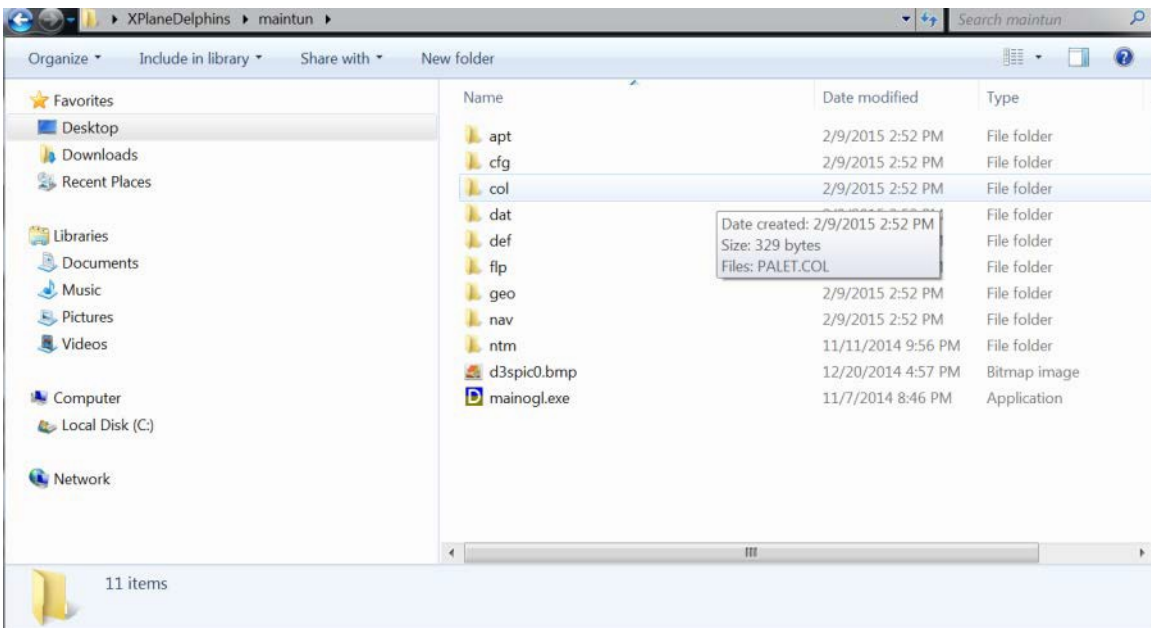 XPlaneDelphins ▸ maintun ▸ Search maintun
Organize Include in library Share with New folder
Favorites
Desktop
Downloads
Recent Places
Libraries
Documents
Music
Pictures
Videos
Computer
Local Disk (C:)
Network
Name Date modified Type
apt 2/9/2015 2:52 PM File folder
cfg 2/9/2015 2:52 PM File folder
col 2/9/2015 2:52 PM File folder
dat File folder
def File folder
flp File folder
geo 2/9/2015 2:52 PM File folder
nav 2/9/2015 2:52 PM File folder
ntm 11/11/2014 9:56 PM File folder
d3spic0.bmp 12/20/2014 4:57 PM Bitmap image
mainogl.exe 11/7/2014 8:46 PM Application
Date created: 2/9/2015 2:52 PM
Size: 329 bytes
Files: PALET.COL
11 items